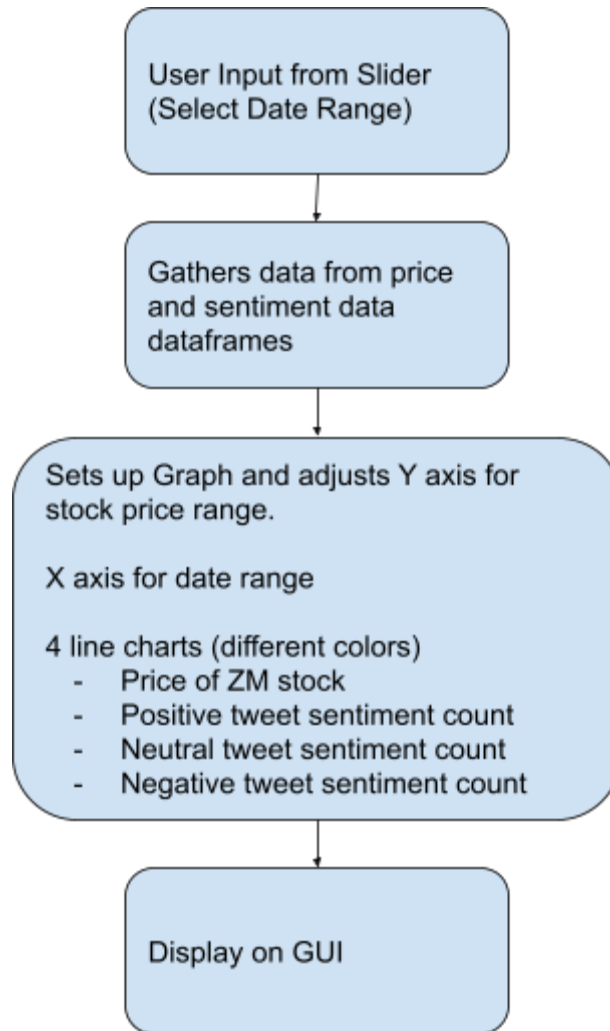 User Input from Slider
(Select Date Range)
Gathers data from price
and sentiment data
dataframes
Sets up Graph and adjusts Y axis for
stock price range.
X axis for date range
4 line charts (different colors)
- Price of ZM stock
- Positive tweet sentiment count
- Neutral tweet sentiment count
- Negative tweet sentiment count
Display on GUI